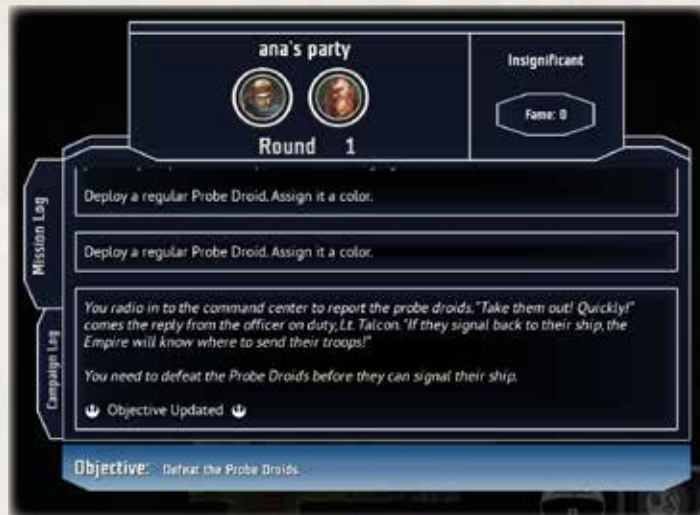 ana's party
Insignificant
Fame: 0
Round 1
Mission Log
Campaign Log
Deploy a regular Probe Droid. Assign it a color.
Deploy a regular Probe Droid. Assign it a color.
You radio in to the command center to report the probe droids. "Take them out! Quickly!"
comes the reply from the officer on duty, Lt. Talcon. "If they signal back to their ship, the
Empire will know where to send their troops!"
You need to defeat the Probe Droids before they can signal their ship.
Objective Updated
Objective: Defeat the Probe Droids